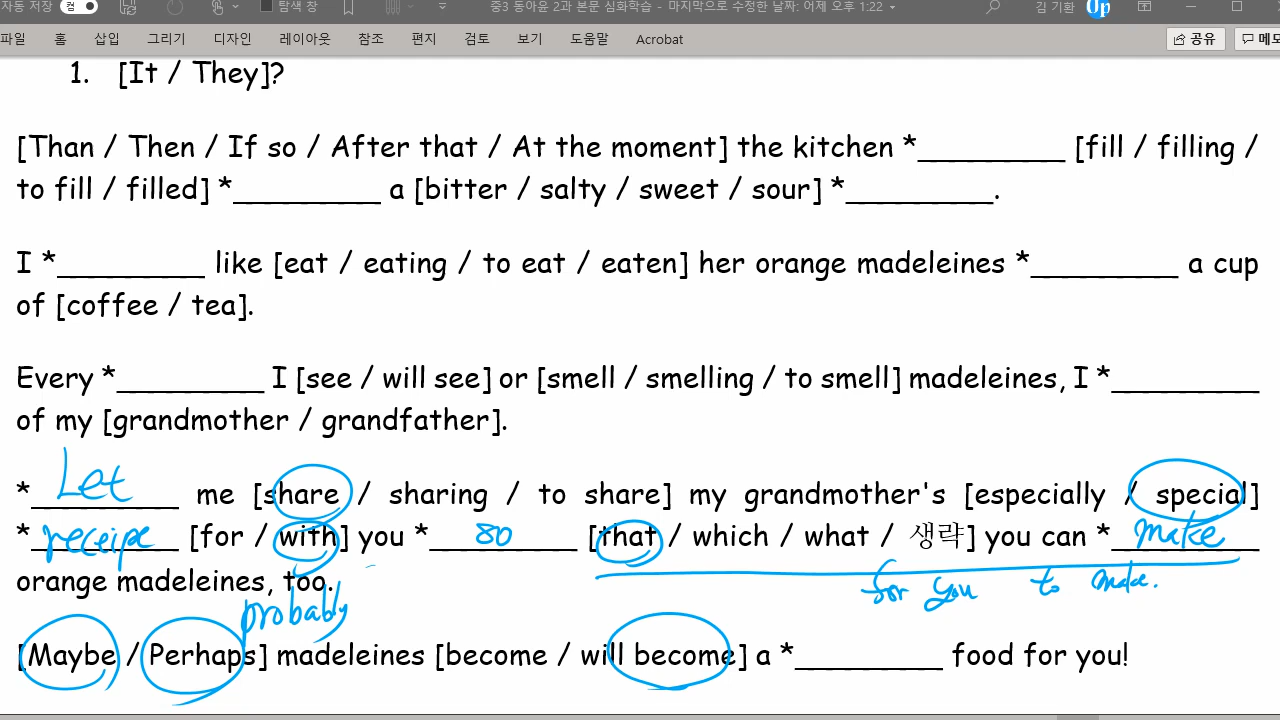 자동 저장 컴 탐색 창 중3 동아윤 2과 본문 심화학습 - 마지막으로 수정한 날짜: 어제 오후 1:22 김 기환
파일 홈 삽입 그리기 디자인 레이아웃 참조 편지 검토 보기 도움말 Acrobat 공유 메모
1. [It / They]?
[Than / Then / If so / After that / At the moment] the kitchen *________ [fill / filling /
to fill / filled] *________ a [bitter / salty / sweet / sour] *________.
I *________ like [eat / eating / to eat / eaten] her orange madeleines *________ a cup
of [coffee / tea].
Every *________ I [see / will see] or [smell / smelling / to smell] madeleines, I *________
of my [grandmother / grandfather].
*Let me [share / sharing / to share] my grandmother's [especially / special]
*receipe [for / with] you *so [that / which / what / 생략] you can *make
orange madeleines, too.
for you to make.
probably
[Maybe / Perhaps] madeleines [become / will become] a *________ food for you!